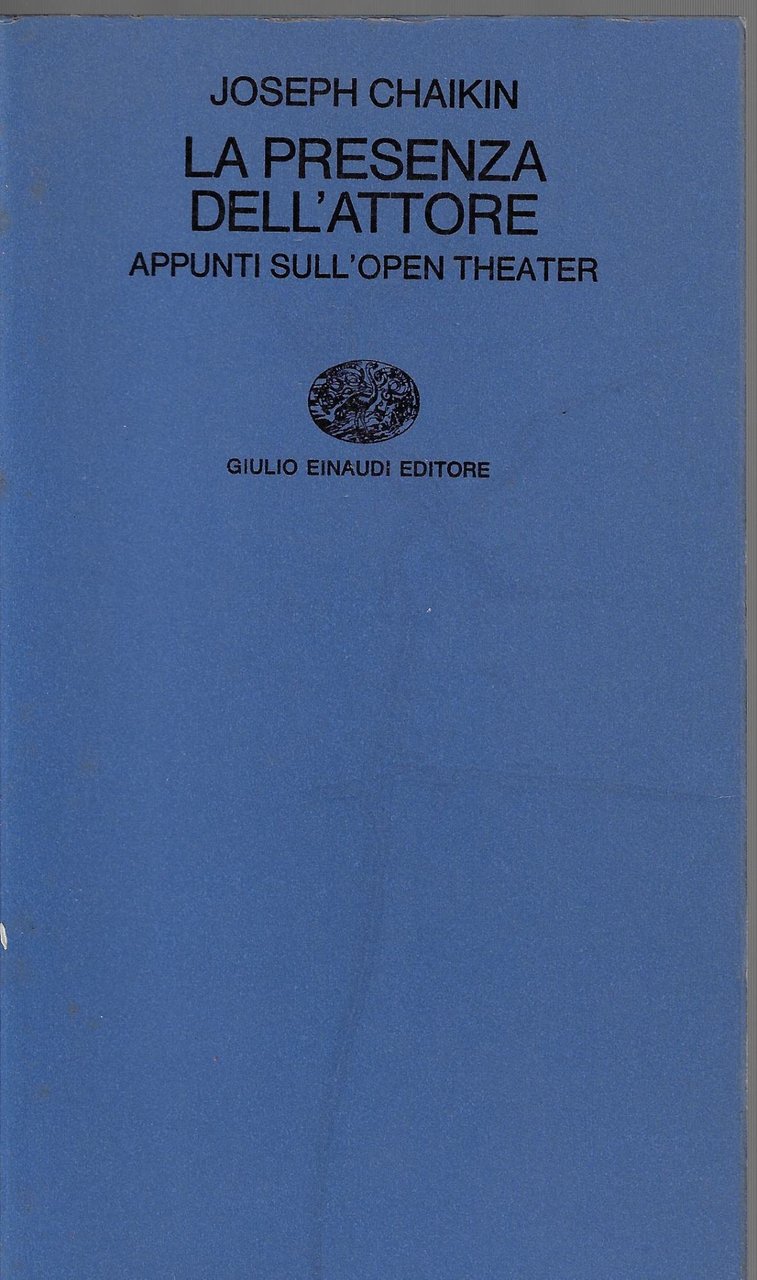 JOSEPH CHAIKIN
LA PRESENZA
DELL'ATTORE
APPUNTI SULL'OPEN THEATER
GIULIO EINAUDI EDITORE